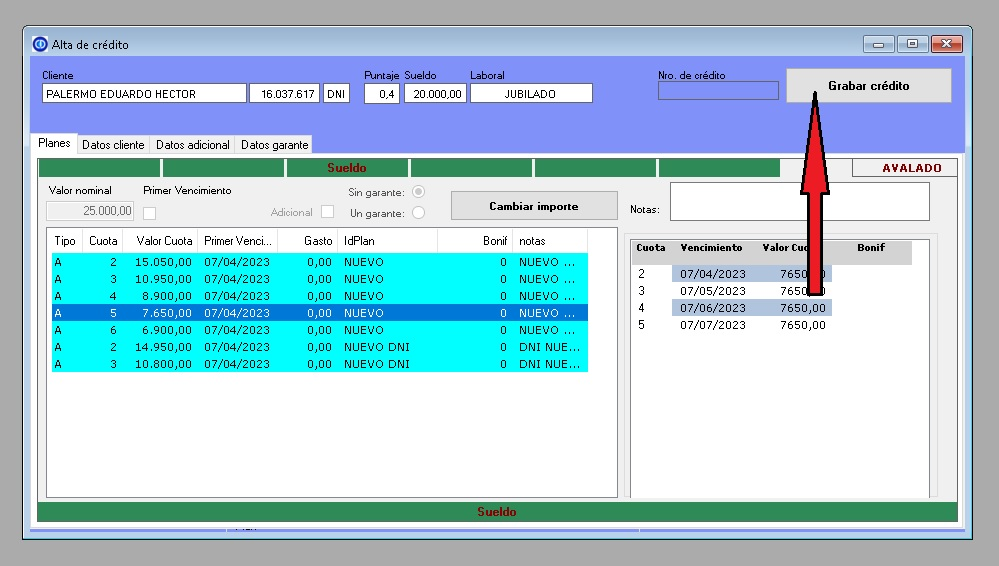 Alta de crédito
Cliente Puntaje Sueldo Laboral Nro. de crédito
PALERMO EDUARDO HECTOR 16.037.617 DNI 0,4 20.000,00 JUBILADO Grabar crédito
Planes Datos cliente Datos adicional Datos garante
Sueldo AVALADO
Valor nominal Primer Vencimiento Sin garante:
25.000,00 Adicional Un garante: Cambiar importe Notas:
Tipo Cuota Valor Cuota Primer Venci... Gasto IdPlan Bonif notas
A 2 15.050,00 07/04/2023 0,00 NUEVO 0 NUEVO ...
A 3 10.950,00 07/04/2023 0,00 NUEVO 0 NUEVO ...
A 4 8.900,00 07/04/2023 0,00 NUEVO 0 NUEVO ...
A 5 7.650,00 07/04/2023 0,00 NUEVO 0 NUEVO ...
A 6 6.900,00 07/04/2023 0,00 NUEVO 0 NUEVO ...
A 2 14.950,00 07/04/2023 0,00 NUEVO DNI 0 DNI NUE...
A 3 10.800,00 07/04/2023 0,00 NUEVO DNI 0 DNI NUE...
Cuota Vencimiento Valor Bonif
2 07/04/2023
3 07/05/2023
4 07/06/2023 7650,00
5 07/07/2023 7650,00
Sueldo